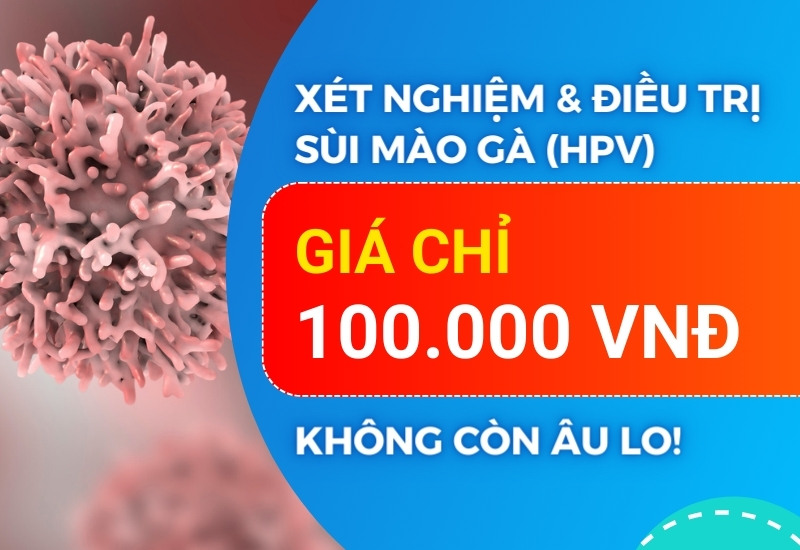 XÉT NGHIỆM & ĐIỀU TRỊ
SÙI MÀO GÀ (HPV)
GIÁ CHỈ
100.000 VNĐ
KHÔNG CÒN ÂU LO!